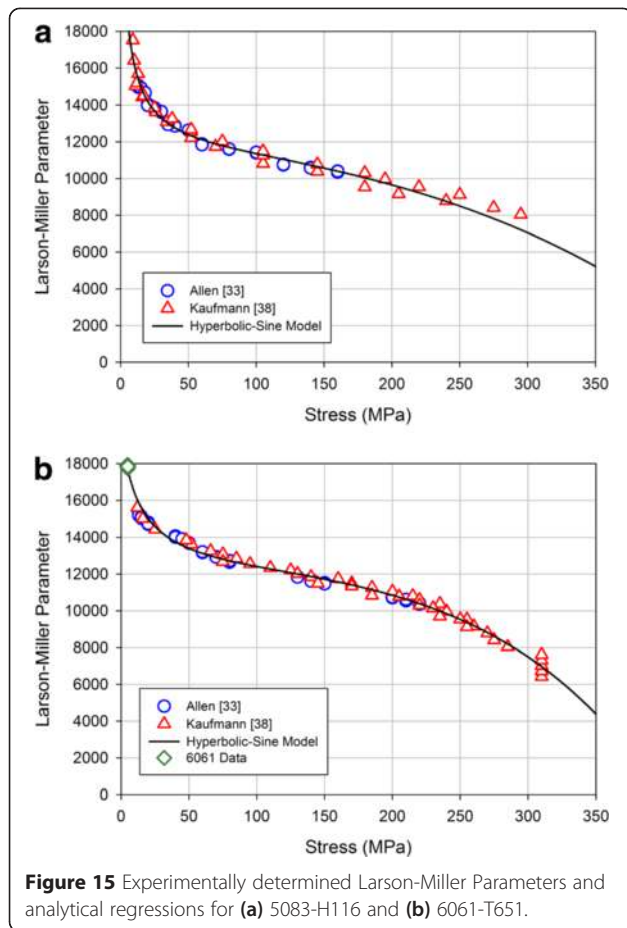 a
18000
16000
14000
12000
10000
8000
6000
4000
2000
0
Larson-Miller Parameter
Allen [33]
Kaufmann [38]
Hyperbolic-Sine Model
0 50 100 150 200 250 300 350
Stress (MPa)
b
18000
16000
14000
12000
10000
8000
6000
4000
2000
0
Larson-Miller Parameter
Allen [33]
Kaufmann [38]
Hyperbolic-Sine Model
6061 Data
0 50 100 150 200 250 300 350
Stress (MPa)
Figure 15 Experimentally determined Larson-Miller Parameters and
analytical regressions for (a) 5083-H116 and (b) 6061-T651.